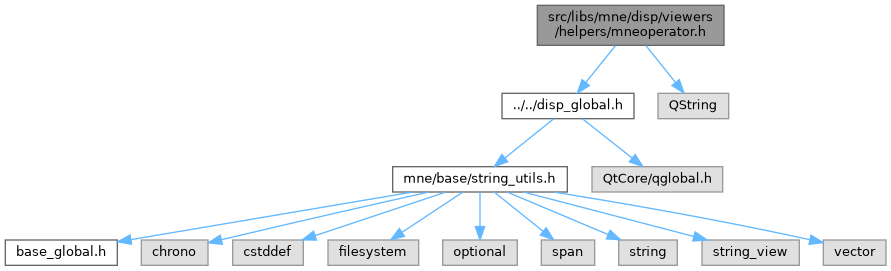 src/libs/mne/disp/viewers
/helpers/mneoperator.h
../../disp_global.h
QString
mne/base/string_utils.h
QtCore/qglobal.h
base_global.h
chrono
cstddef
filesystem
optional
span
string
string_view
vector